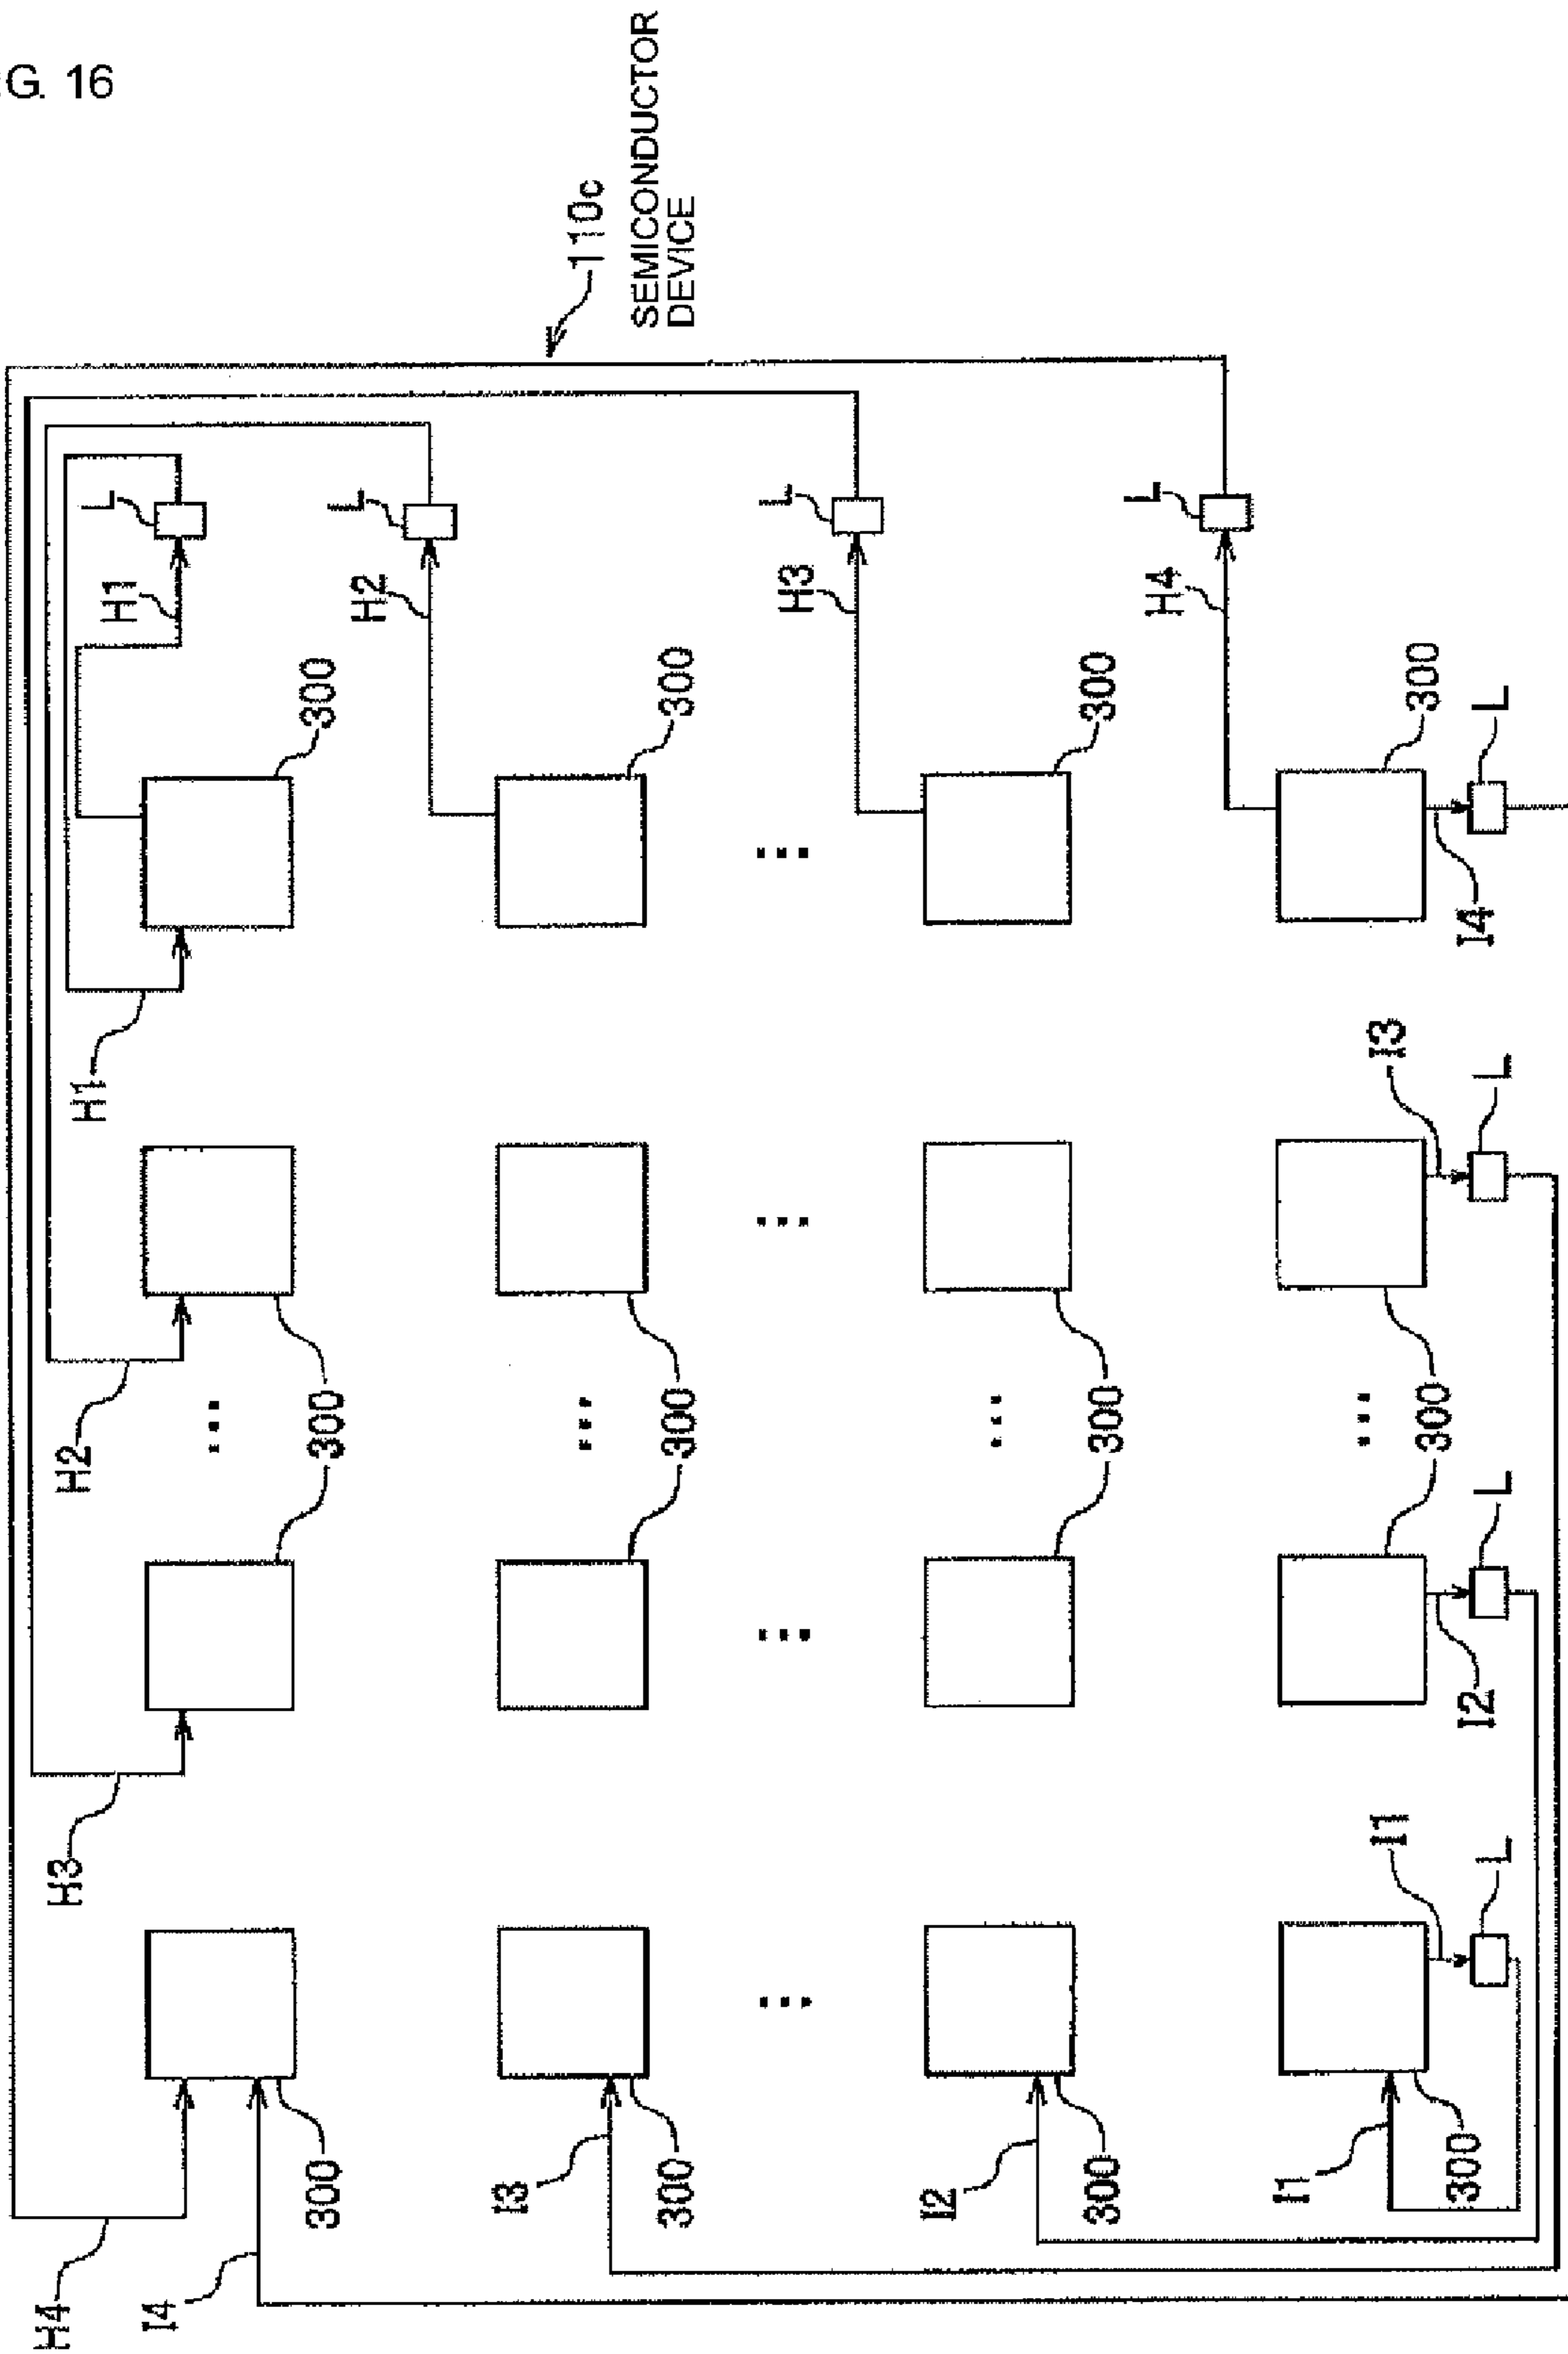 G. 16
110c
SEMICONDUCTOR
DEVICE
H4
H3
H2
H1
H1
L
I4
300
300
300
300
H2
L
I3
300
300
300
300
H3
L
I2
300
300
300
300
H4
L
I1
300
300
300
300
I1
I2
I3
I4
L
L
L
L